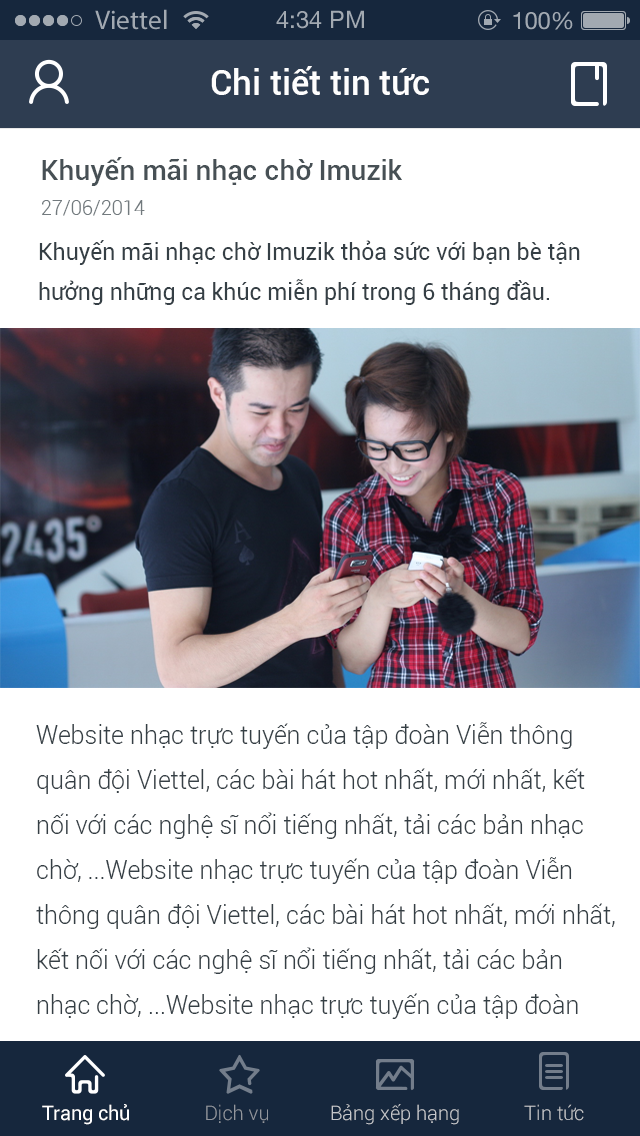 Viettel 4:34 PM 100%
Chi tiết tin tức
Khuyến mãi nhạc chờ Imuzik
27/06/2014
Khuyến mãi nhạc chờ Imuzik thỏa sức với bạn bè tận
hưởng những ca khúc miễn phí trong 6 tháng đầu.
7435°
A
Website nhạc trực tuyến của tập đoàn Viễn thông
quân đội Viettel, các bài hát hot nhất, mới nhất, kết
nối với các nghệ sĩ nổi tiếng nhất, tải các bản nhạc
chờ, ...Website nhạc trực tuyến của tập đoàn Viễn
thông quân đội Viettel, các bài hát hot nhất, mới nhất,
kết nối với các nghệ sĩ nổi tiếng nhất, tải các bản
nhạc chờ, ...Website nhạc trực tuyến của tập đoàn
Trang chủ Dịch vụ Bảng xếp hạng Tin tức